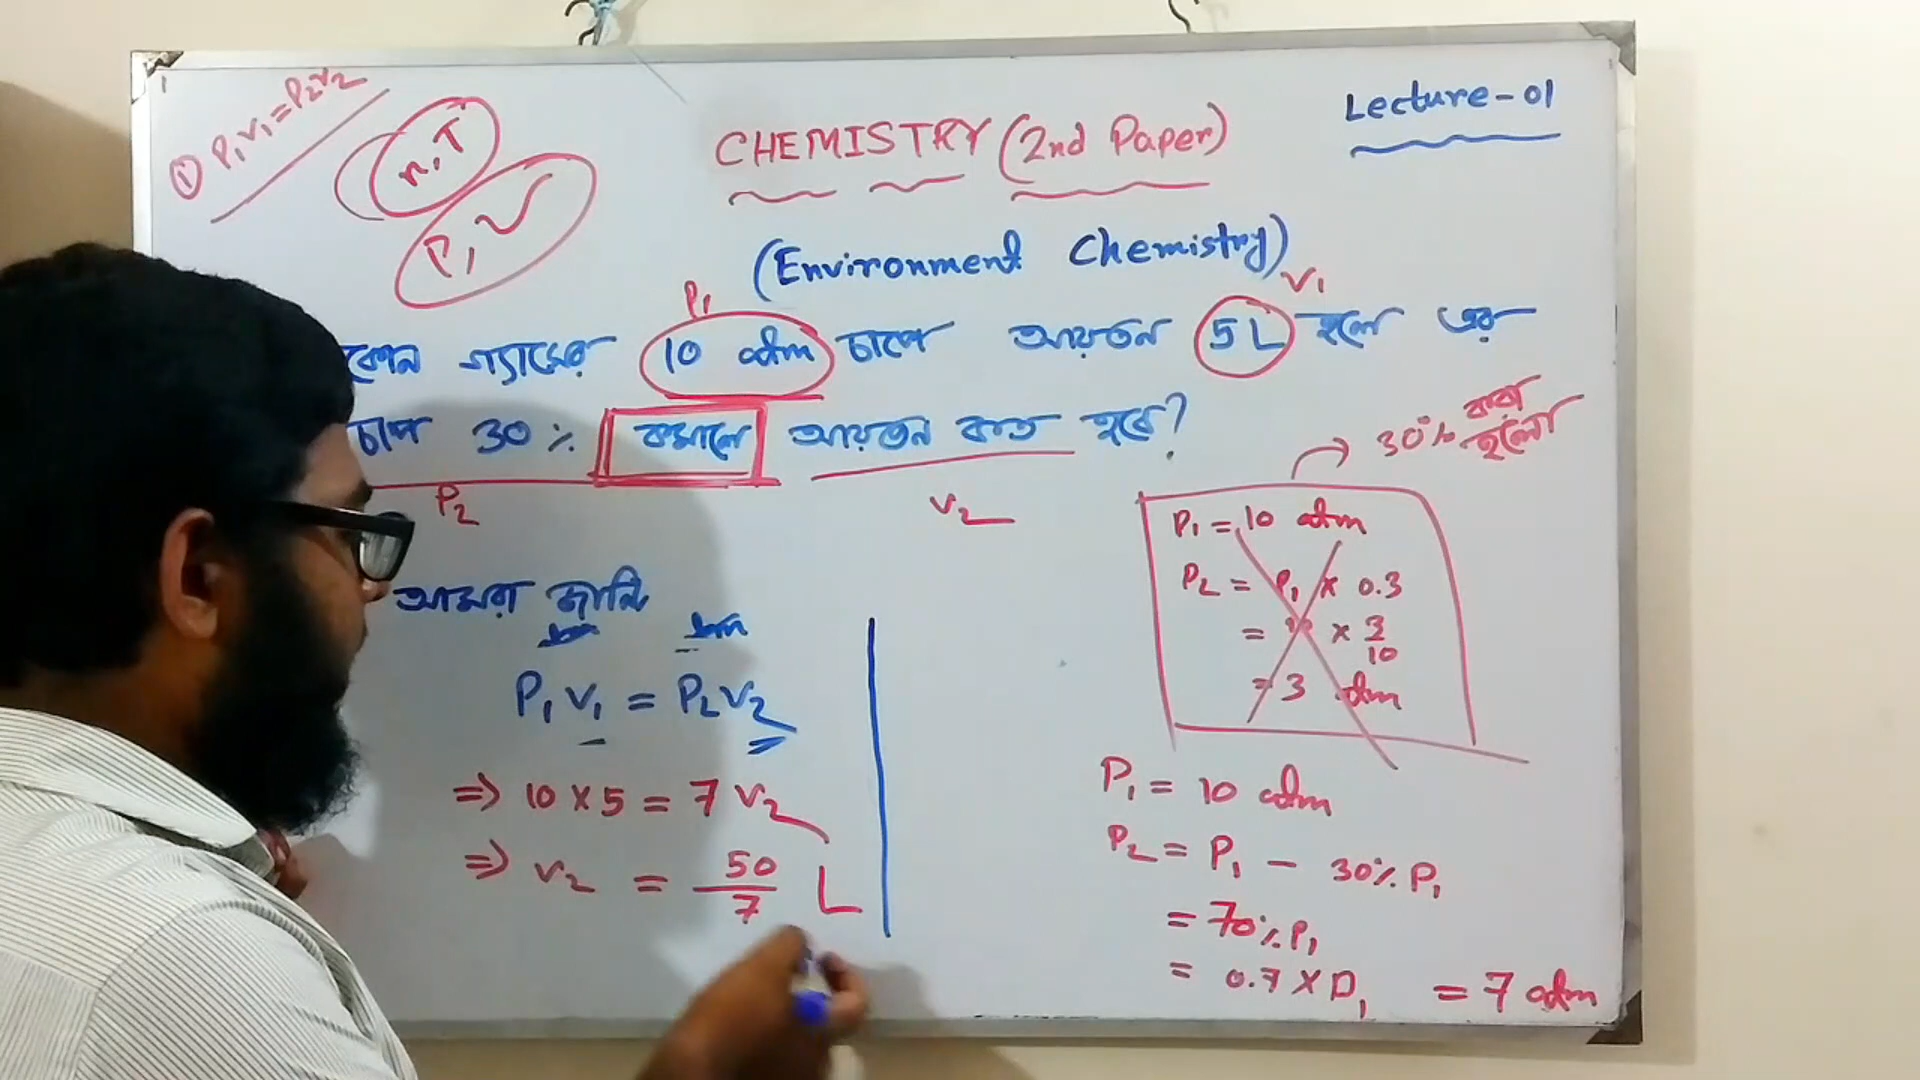 ① P₁V₁=P₂V₂
n, T
P, V
CHEMISTRY (2nd Paper)
Lecture-01
(Environment Chemistry)
P₁
V₁
কোন গ্যাসের 10 atm চাপে আয়তন 5L হলে এর
চাপ 30% কমালে আয়তন কত হবে?
P₂
V₂
30% করা
হলো
P₁ = 10 atm
P₂ = P₁ × 0.3
= 10 × 3/10
= 3 atm
আমরা জানি
P₁V₁ = P₂V₂
⇒ 10 × 5 = 7 V₂
⇒ V₂ = 50/7 L
P₁ = 10 atm
P₂ = P₁ − 30% P₁
= 70% P₁
= 0.7 × P₁ = 7 atm